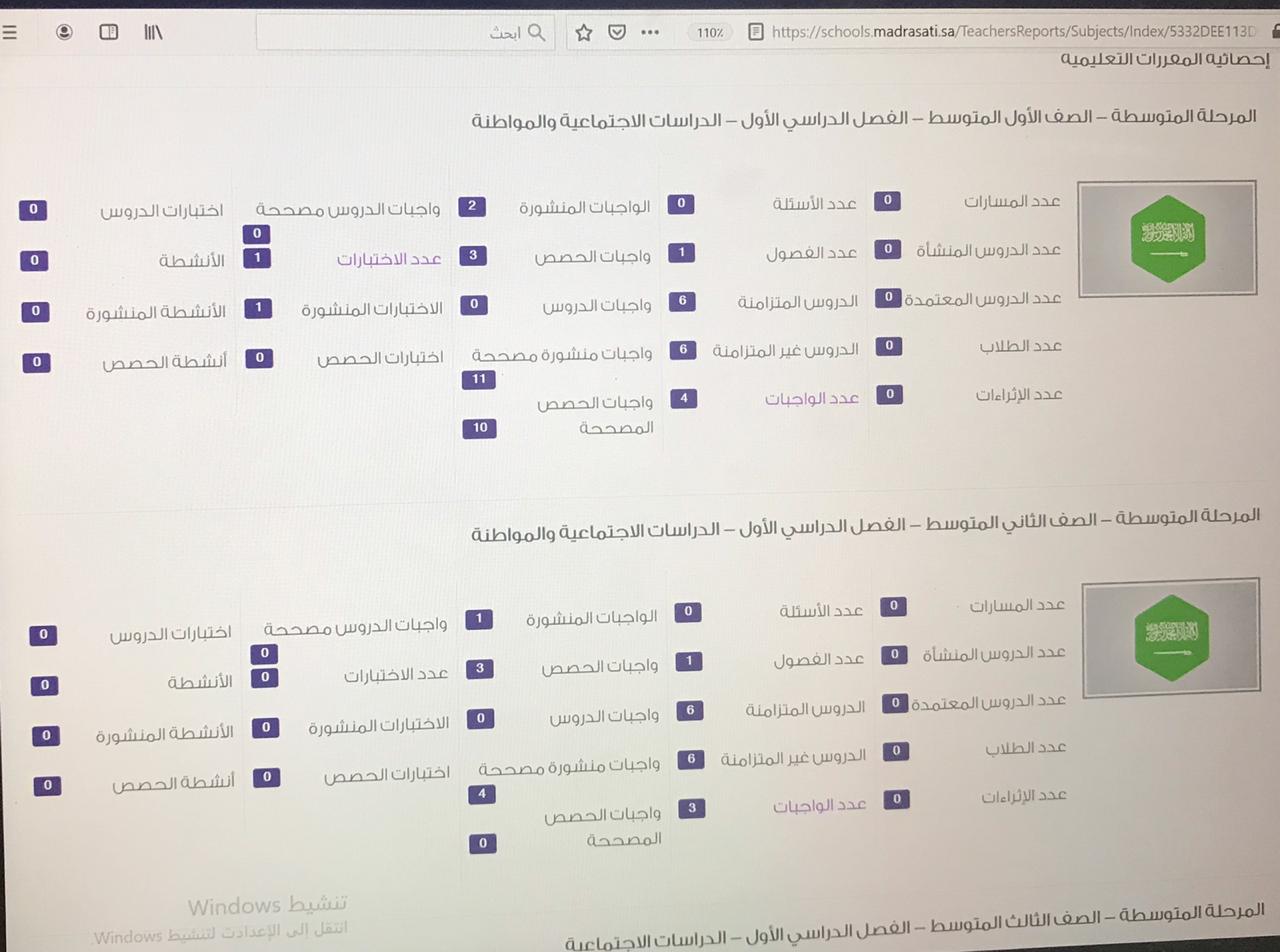 https://schools.madrasati.sa/TeachersReports/Subjects/Index/5332DEE113D
110%
ابحث
إحصائيه المقررات التعليميه
المرحلة المتوسطة – الصف الأول المتوسط – الفصل الدراسي الأول – الدراسات الاجتماعية والمواطنة
عدد المسارات 0 عدد الأسئلة 0 الواجبات المنشورة 2 واجبات الدروس مصححة 0 اختبارات الدروس 0
عدد الدروس المنشأة 0 عدد الفصول 1 واجبات الحصص 3 عدد الاختبارات 1 الأنشطة 0
عدد الدروس المعتمدة 0 الدروس المتزامنة 6 واجبات الدروس 0 الاختبارات المنشورة 1 الأنشطة المنشورة 0
عدد الطلاب 0 الدروس غير المتزامنة 6 واجبات منشورة مصححة 11 اختبارات الحصص 0 أنشطة الحصص 0
عدد الإثراءات 0 عدد الواجبات 4 واجبات الحصص
المصححة 10
المرحلة المتوسطة – الصف الثاني المتوسط – الفصل الدراسي الأول – الدراسات الاجتماعية والمواطنة
عدد المسارات 0 عدد الأسئلة 0 الواجبات المنشورة 1 واجبات الدروس مصححة 0 اختبارات الدروس 0
عدد الدروس المنشأة 0 عدد الفصول 1 واجبات الحصص 3 عدد الاختبارات 0 الأنشطة 0
عدد الدروس المعتمدة 0 الدروس المتزامنة 6 واجبات الدروس 0 الاختبارات المنشورة 0 الأنشطة المنشورة 0
عدد الطلاب 0 الدروس غير المتزامنة 6 واجبات منشورة مصححة 4 اختبارات الحصص 0 أنشطة الحصص 0
عدد الإثراءات 0 عدد الواجبات 3 واجبات الحصص
المصححة 0
تنشيط Windows
انتقل إلى الإعدادت لتنشيط Windows.
المرحلة المتوسطة – الصف الثالث المتوسط – الفصل الدراسي الأول – الدراسات الاجتماعية